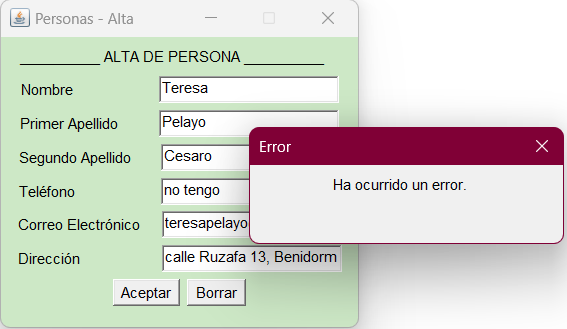 Personas - Alta
__________ ALTA DE PERSONA __________
Nombre Teresa
Primer Apellido Pelayo
Error
Segundo Apellido Cesaro
Ha ocurrido un error.
Teléfono no tengo
Correo Electrónico teresapelayo
Dirección calle Ruzafa 13, Benidorm
Aceptar Borrar